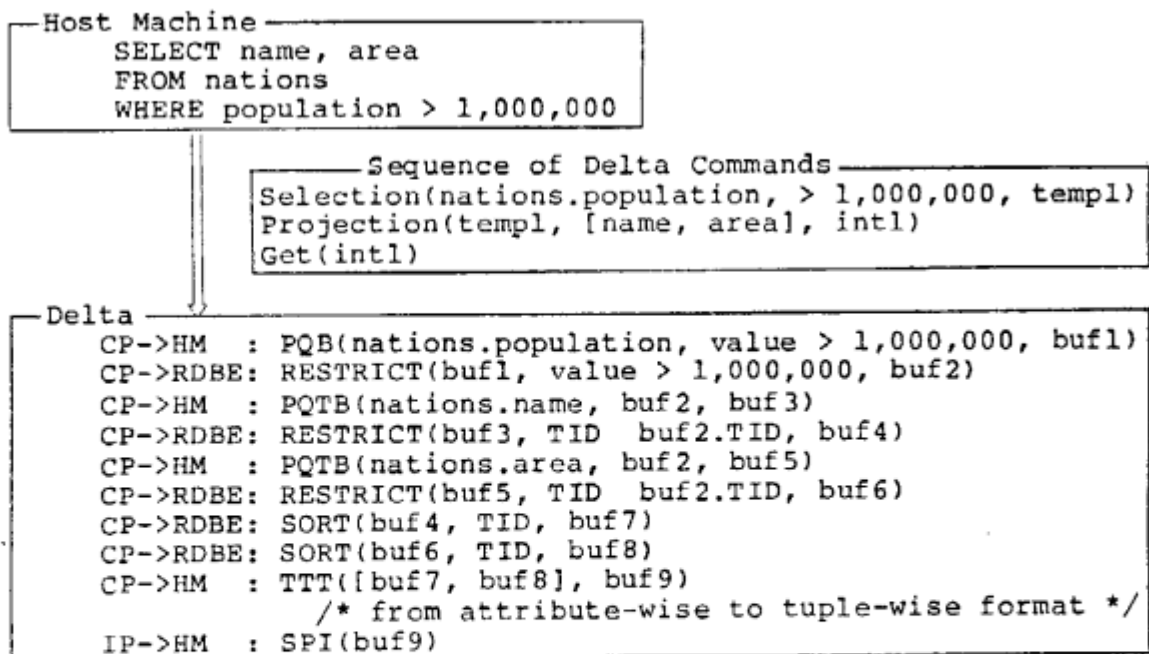 Host Machine
SELECT name, area
FROM nations
WHERE population > 1,000,000
Sequence of Delta Commands
Selection(nations.population, > 1,000,000, temp1)
Projection(temp1, [name, area], int1)
Get(int1)
Delta
CP->HM : PQB(nations.population, value > 1,000,000, buf1)
CP->RDBE: RESTRICT(buf1, value > 1,000,000, buf2)
CP->HM : PQTB(nations.name, buf2, buf3)
CP->RDBE: RESTRICT(buf3, TID buf2.TID, buf4)
CP->HM : PQTB(nations.area, buf2, buf5)
CP->RDBE: RESTRICT(buf5, TID buf2.TID, buf6)
CP->RDBE: SORT(buf4, TID, buf7)
CP->RDBE: SORT(buf6, TID, buf8)
CP->HM : TTT([buf7, buf8], buf9)
/* from attribute-wise to tuple-wise format */
IP->HM : SPI(buf9)